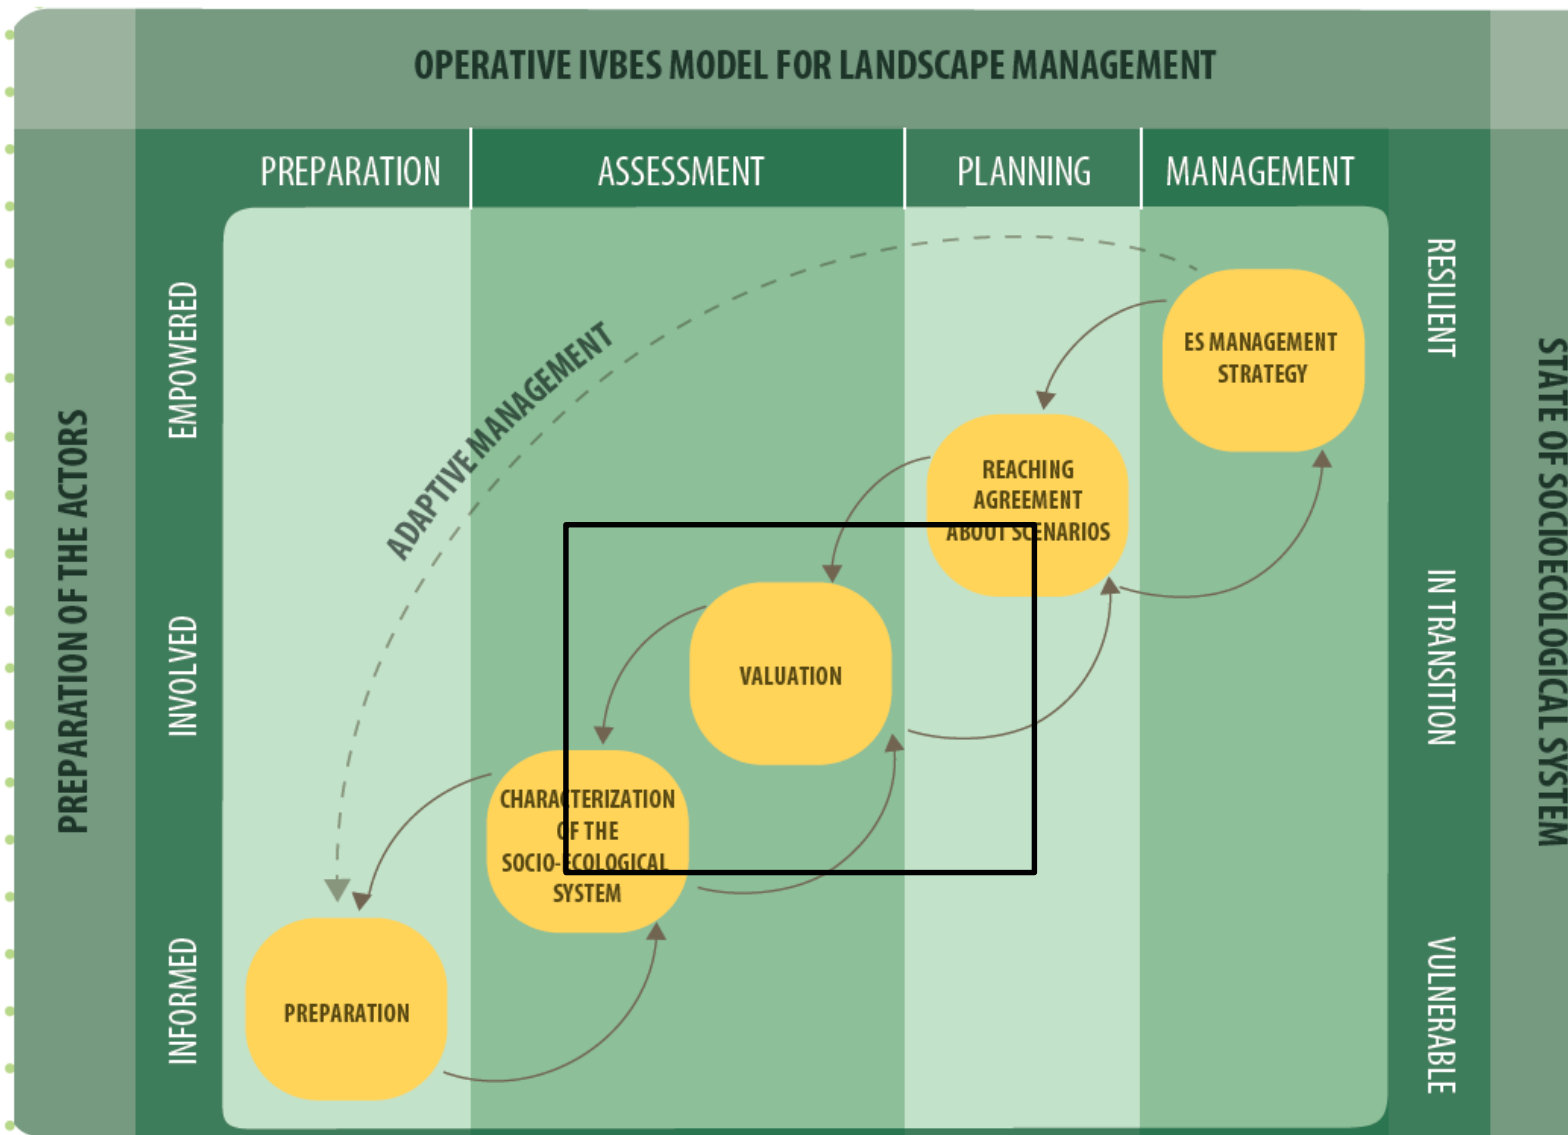 OPERATIVE IVBES MODEL FOR LANDSCAPE MANAGEMENT
PREPARATION
ASSESSMENT
PLANNING
MANAGEMENT
PREPARATION OF THE ACTORS
EMPOWERED
INVOLVED
INFORMED
ADAPTIVE MANAGEMENT
ES MANAGEMENT
STRATEGY
REACHING
AGREEMENT
ABOUT SCENARIOS
VALUATION
CHARACTERIZATION
OF THE
SOCIO-ECOLOGICAL
SYSTEM
PREPARATION
RESILIENT
IN TRANSITION
VULNERABLE
STATE OF SOCIOECOLOGICAL SYSTEM